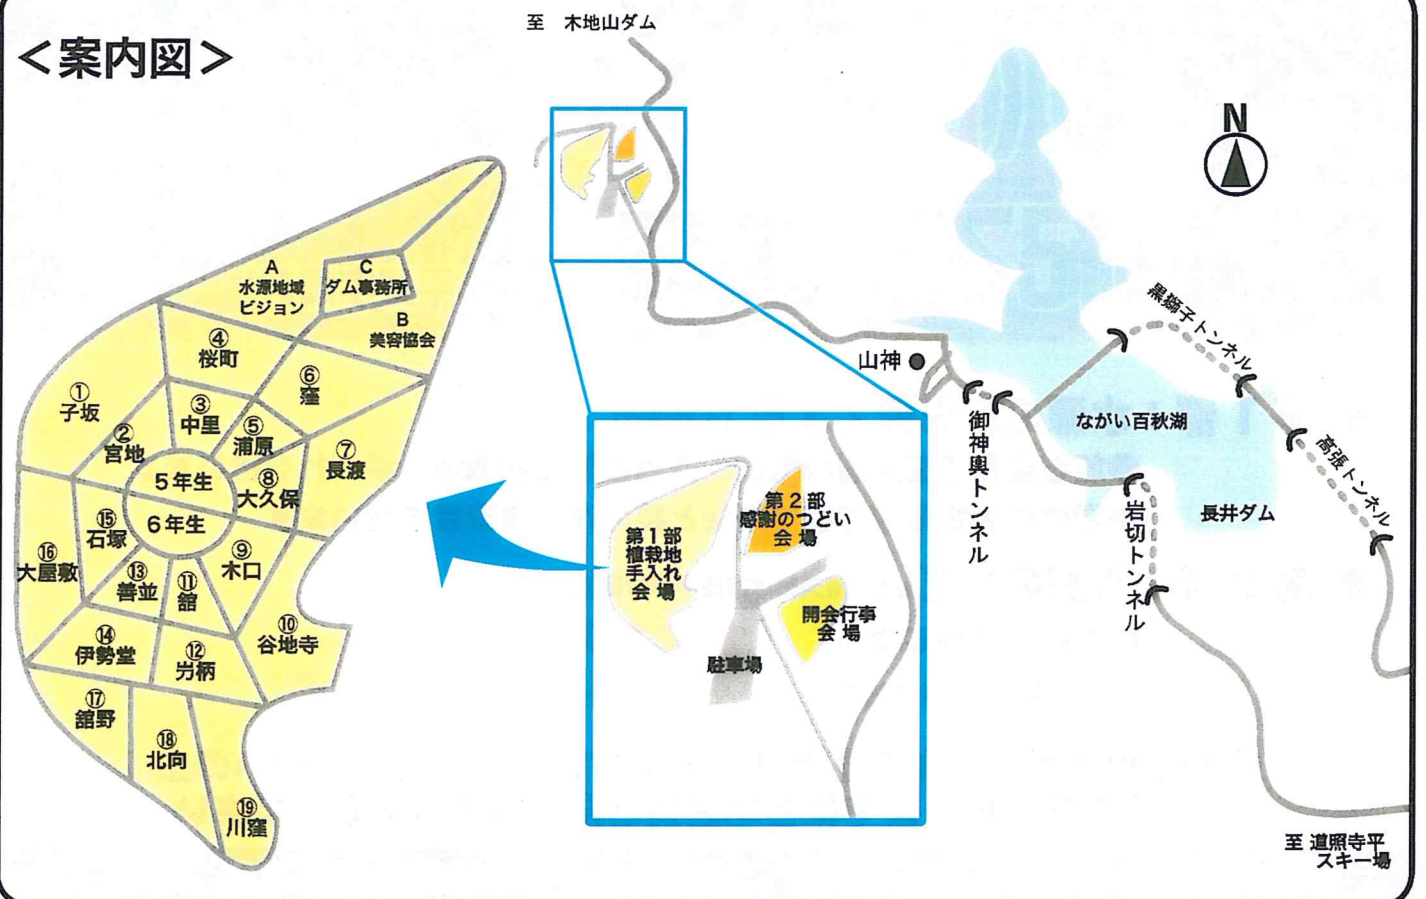 ＜案内図＞
至　木地山ダム
N
A
水源地域
ビジョン
C
ダム事務所
B
美容協会
④
桜町
⑥
窪
①
子坂
③
中里
②
宮地
⑤
浦原
⑦
長渡
⑧
大久保
5年生
6年生
⑮
石塚
⑯
大屋敷
⑨
木口
⑬
善並
⑪
舘
⑩
谷地寺
⑭
伊勢堂
⑫
竻柄
⑰
舘野
⑱
北向
⑲
川窪
第1部
植栽地
手入れ
会場
第2部
感謝のつどい
会場
開会行事
会場
駐車場
山神
御神輿トンネル
黒獅子トンネル
ながい百秋湖
高張トンネル
長井ダム
岩切トンネル
至 道照寺平
スキー場